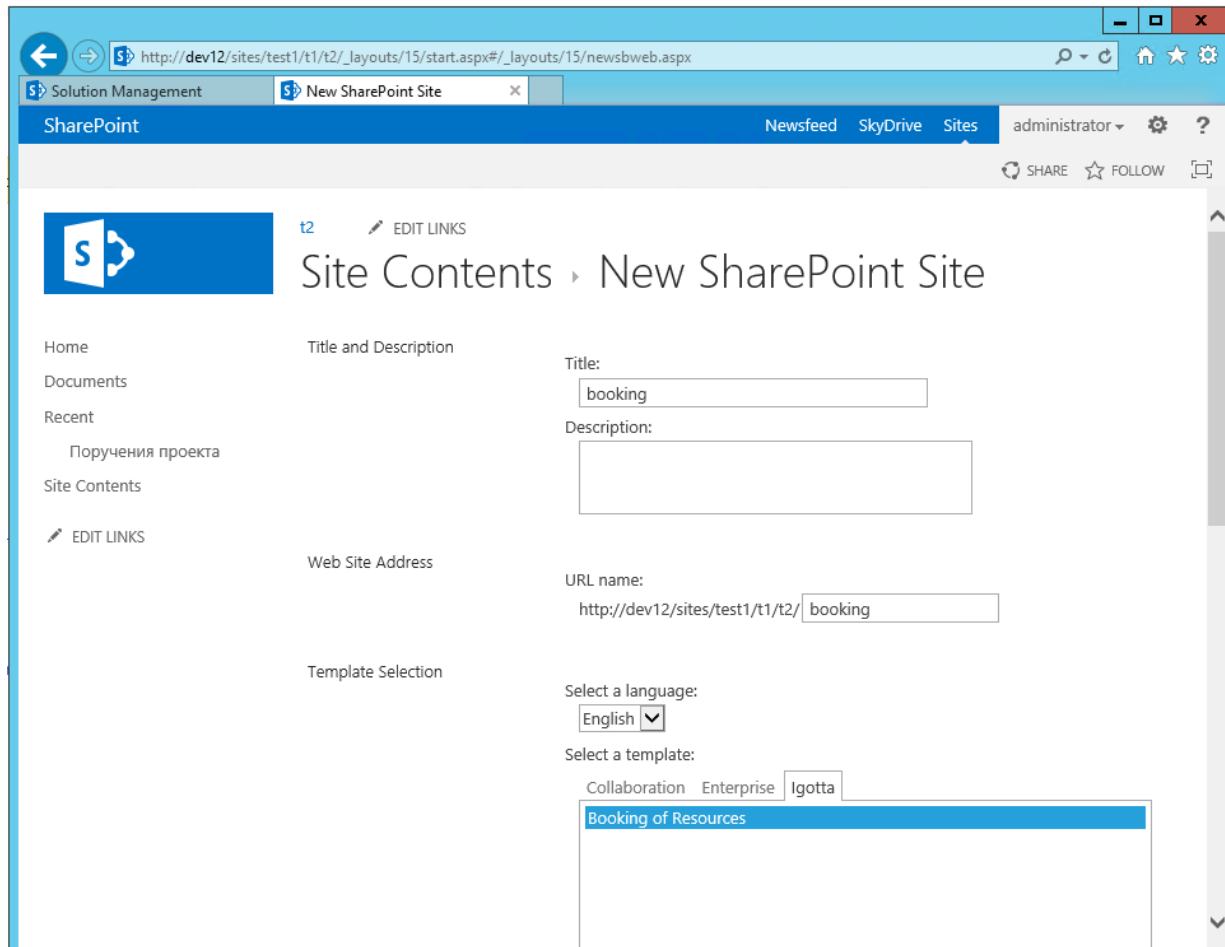 http://dev12/sites/test1/t1/t2/_layouts/15/start.aspx#/_layouts/15/newsbweb.aspx
Solution Management
New SharePoint Site
SharePoint
Newsfeed SkyDrive Sites administrator ?
SHARE FOLLOW
S
t2 EDIT LINKS
Site Contents ▸ New SharePoint Site
Home
Documents
Recent
Поручения проекта
Site Contents
EDIT LINKS
Title and Description
Title:
booking
Description:
Web Site Address
URL name:
http://dev12/sites/test1/t1/t2/ booking
Template Selection
Select a language:
English
Select a template:
Collaboration Enterprise Igotta
Booking of Resources